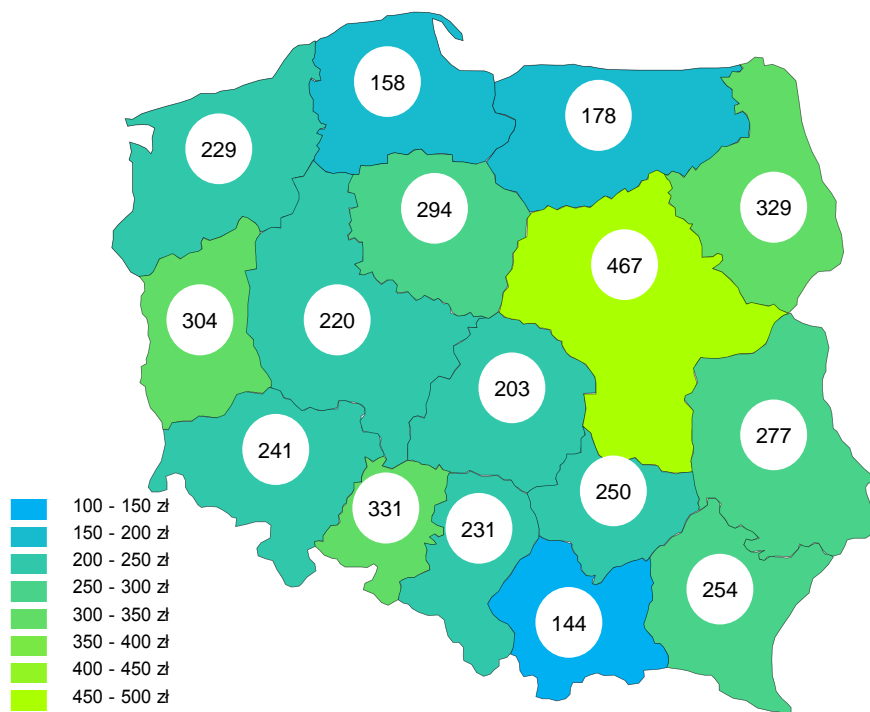 158
178
229
294
329
467
304
220
203
277
241
250
331
231
254
144
100 - 150 zł
150 - 200 zł
200 - 250 zł
250 - 300 zł
300 - 350 zł
350 - 400 zł
400 - 450 zł
450 - 500 zł